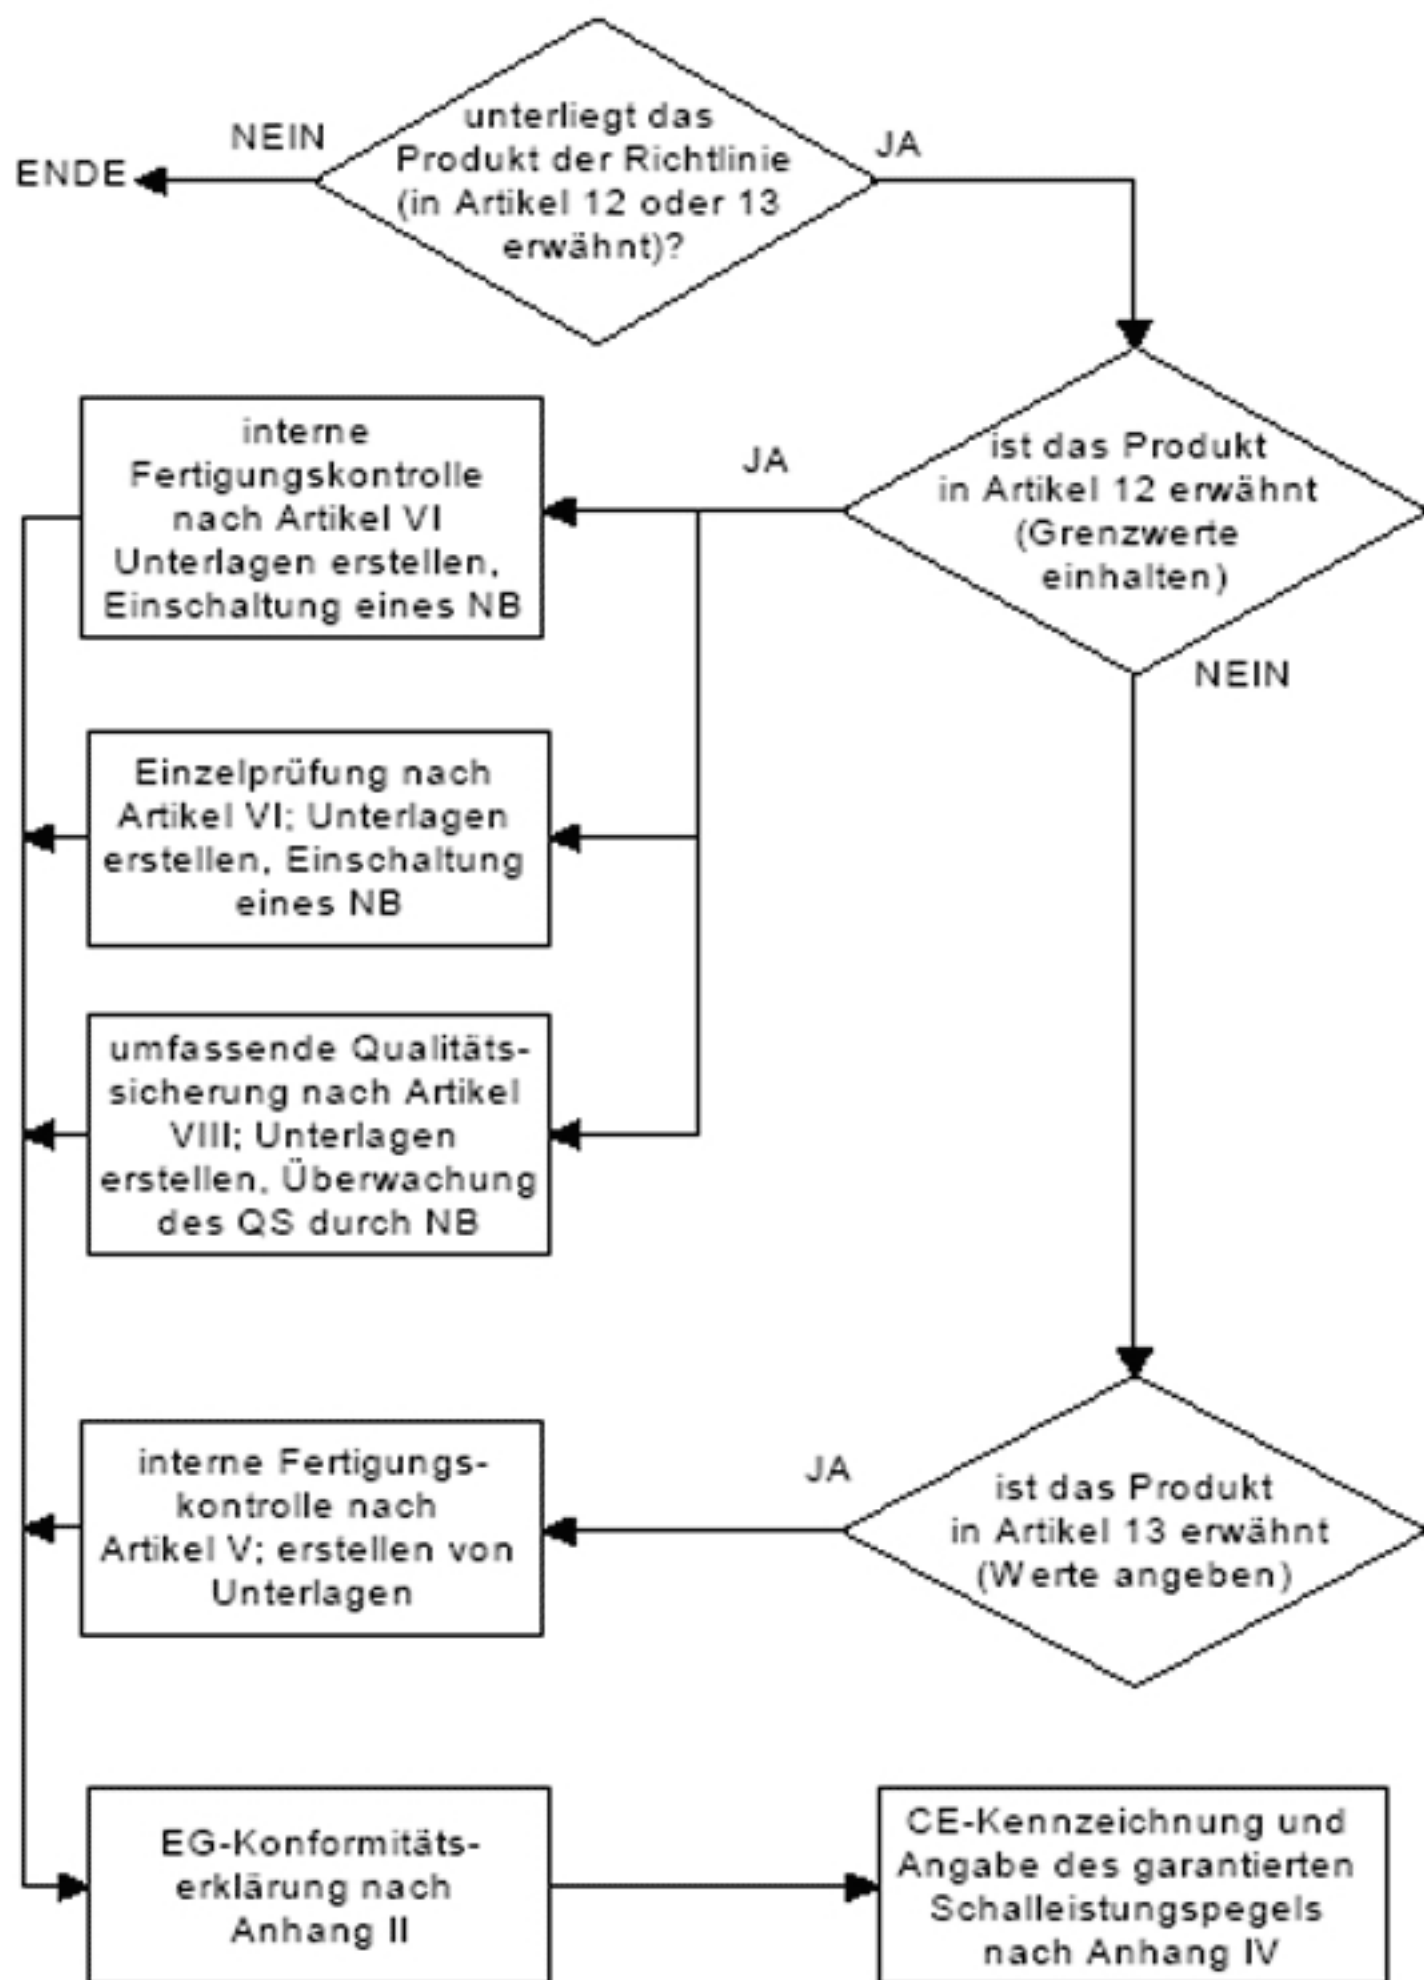 unterliegt das
Produkt der Richtlinie
(in Artikel 12 oder 13
erwähnt)?
NEIN
JA
ENDE
ist das Produkt
in Artikel 12 erwähnt
(Grenzwerte
einhalten)
JA
NEIN
interne
Fertigungskontrolle
nach Artikel VI
Unterlagen erstellen,
Einschaltung eines NB
Einzelprüfung nach
Artikel VI; Unterlagen
erstellen, Einschaltung
eines NB
umfassende Qualitäts-
sicherung nach Artikel
VIII; Unterlagen
erstellen, Überwachung
des QS durch NB
ist das Produkt
in Artikel 13 erwähnt
(Werte angeben)
JA
interne Fertigungs-
kontrolle nach
Artikel V; erstellen von
Unterlagen
EG-Konformitäts-
erklärung nach
Anhang II
CE-Kennzeichnung und
Angabe des garantierten
Schalleistungspegels
nach Anhang IV